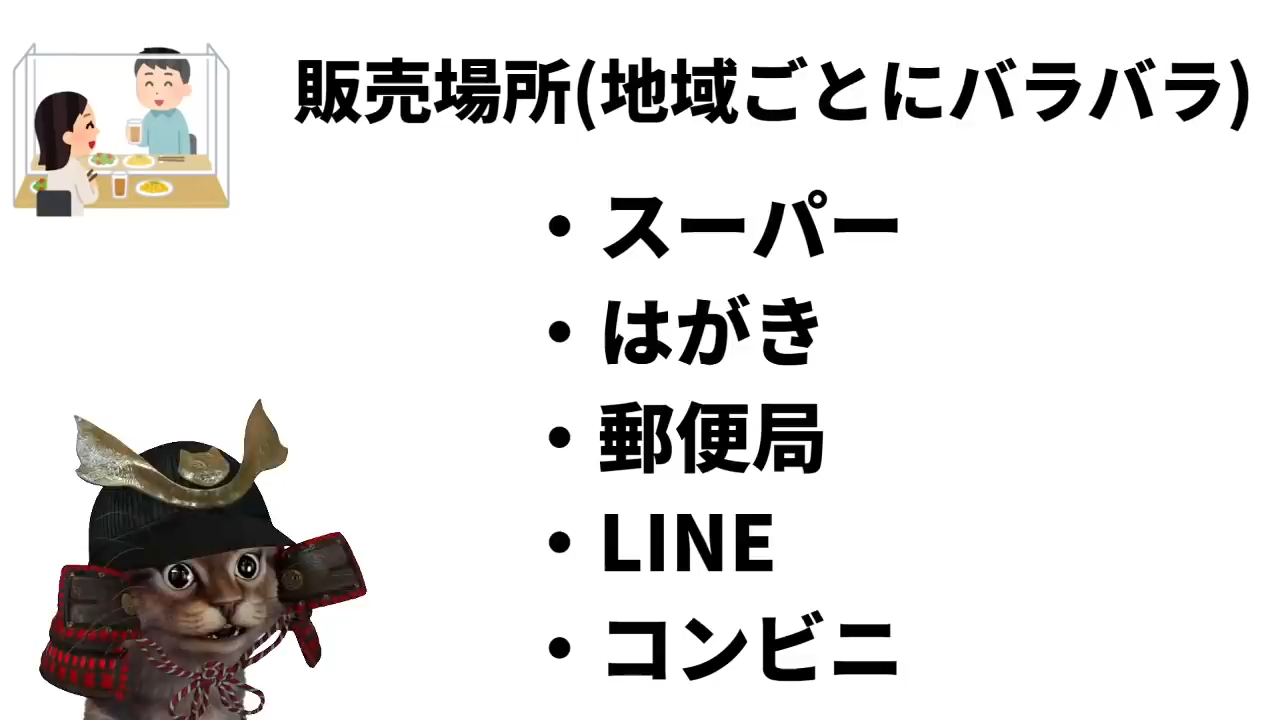 販売場所(地域ごとにバラバラ)
・スーパー
・はがき
・郵便局
・LINE
・コンビニ